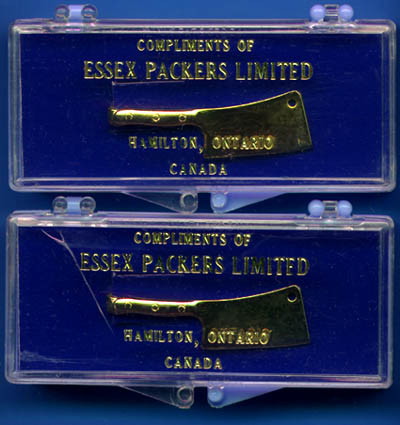 COMPLIMENTS OF
ESSEX PACKERS LIMITED
HAMILTON, ONTARIO
CANADA
COMPLIMENTS OF
ESSEX PACKERS LIMITED
HAMILTON, ONTARIO
CANADA